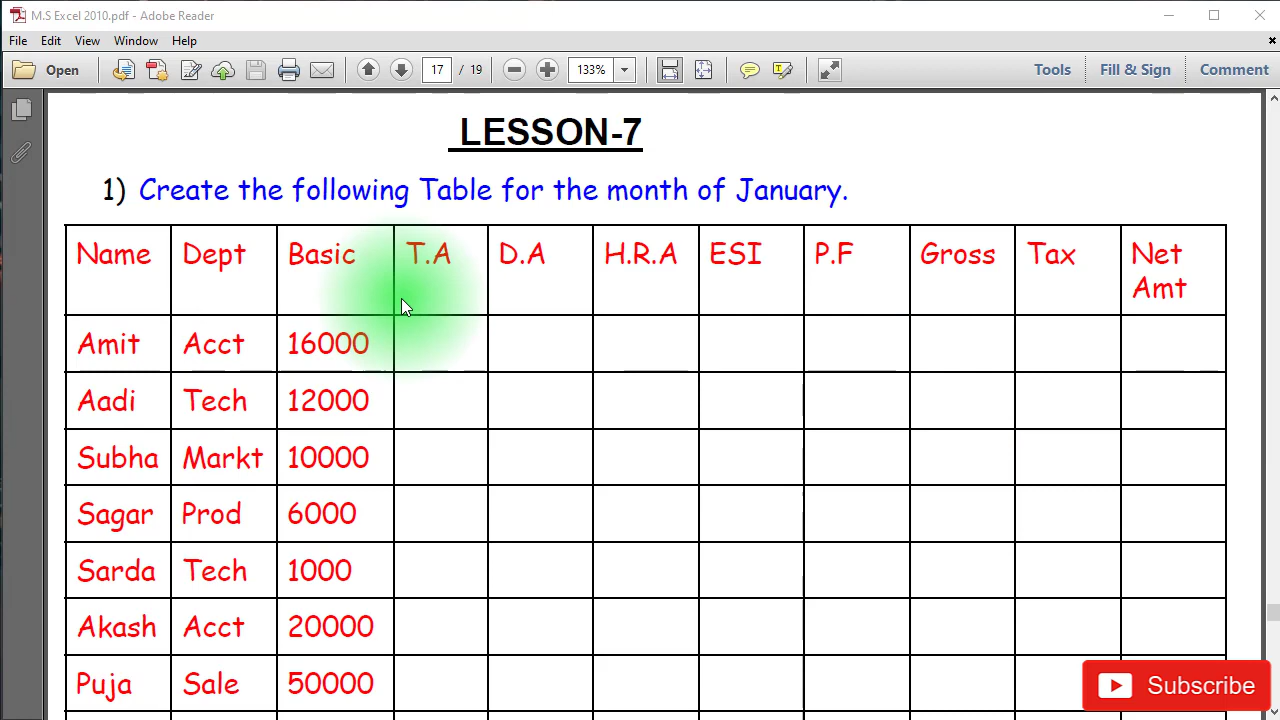 M.S Excel 2010.pdf - Adobe Reader
File Edit View Window Help
Open 17 / 19 133% Tools Fill & Sign Comment
LESSON-7
1) Create the following Table for the month of January.
Name Dept Basic T.A D.A H.R.A ESI P.F Gross Tax Net Amt
Amit Acct 16000
Aadi Tech 12000
Subha Markt 10000
Sagar Prod 6000
Sarda Tech 1000
Akash Acct 20000
Puja Sale 50000
Subscribe